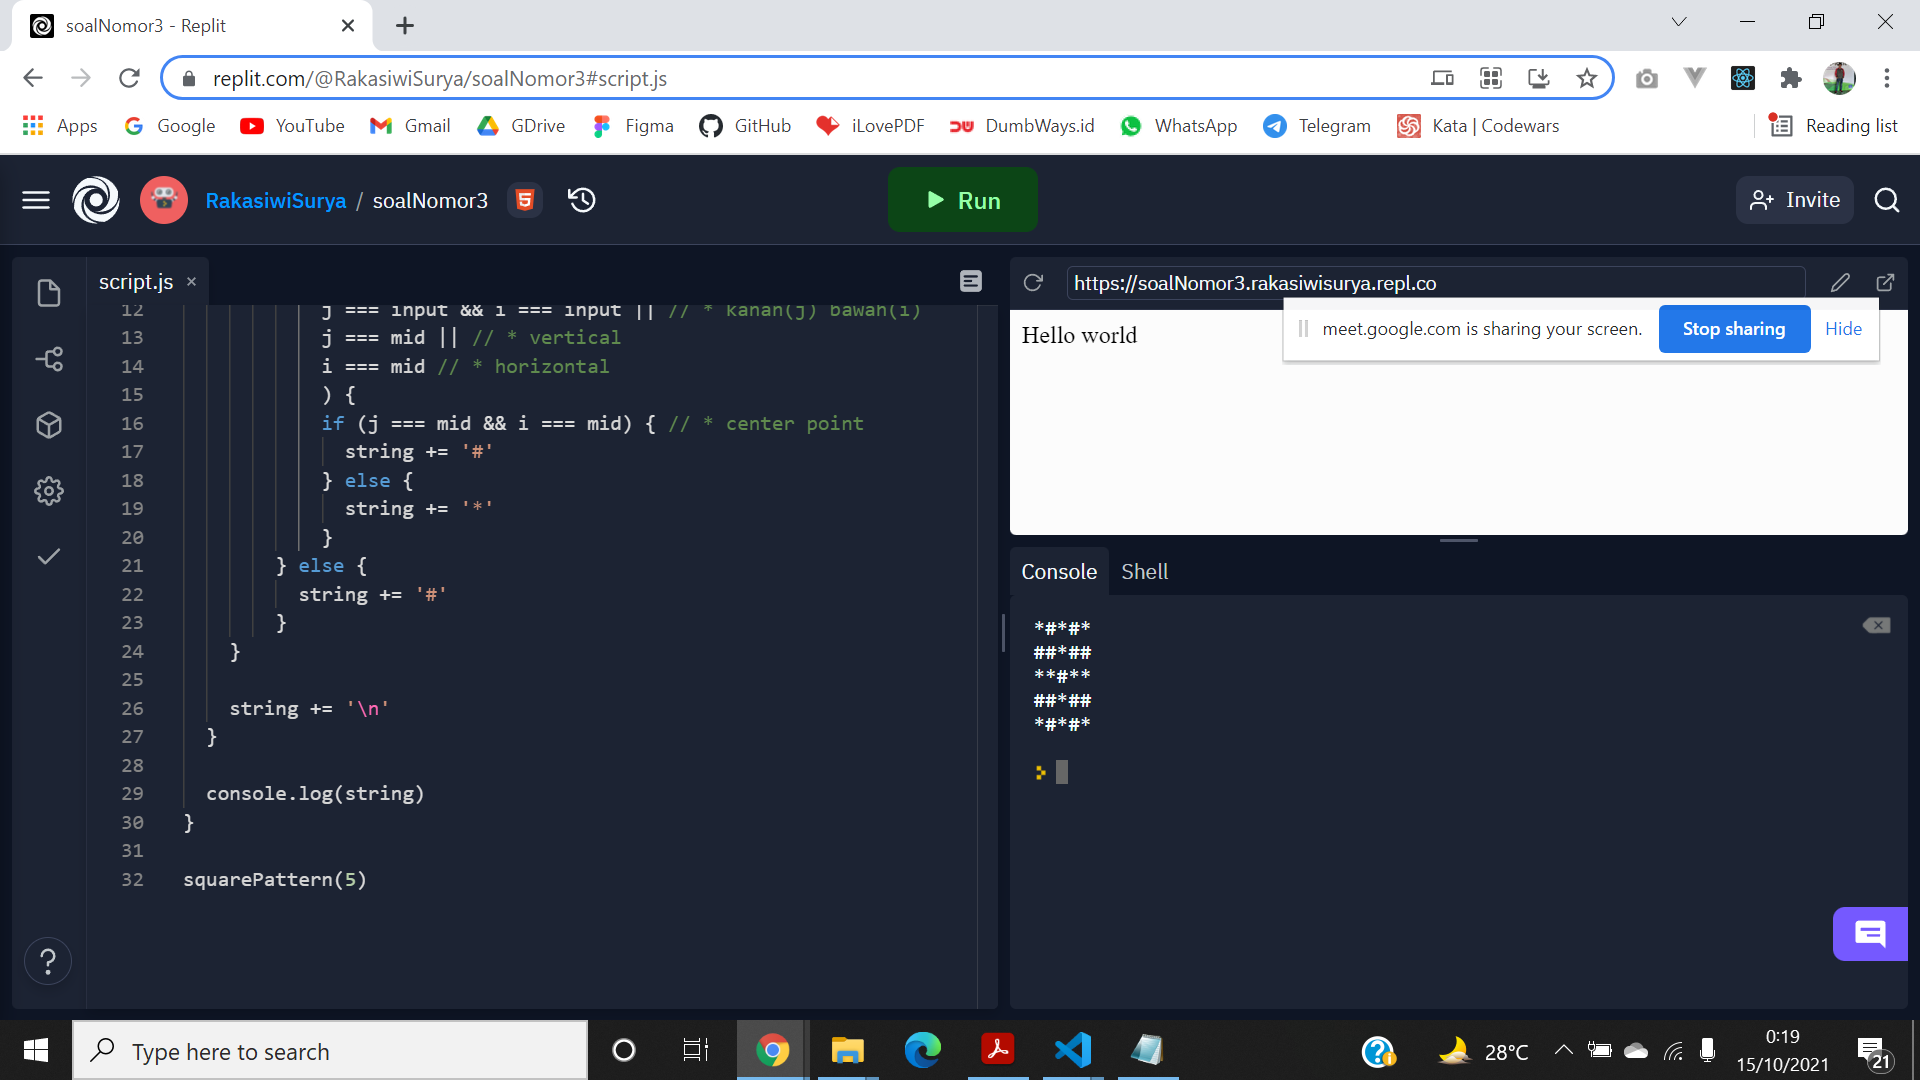 soalNomor3 - Replit
replit.com/@RakasiwiSurya/soalNomor3#script.js
Apps Google YouTube Gmail GDrive Figma GitHub iLovePDF DumbWays.id WhatsApp Telegram Kata | Codewars Reading list
RakasiwiSurya / soalNomor3 Run Invite
script.js
12 j === input && i === input || // * kanan(j) bawah(i)
13 j === mid || // * vertical
14 i === mid // * horizontal
15 ) {
16 if (j === mid && i === mid) { // * center point
17 string += '#'
18 } else {
19 string += '*'
20 }
21 } else {
22 string += '#'
23 }
24 }
25
26 string += '\n'
27 }
28
29 console.log(string)
30 }
31
32 squarePattern(5)
https://soalNomor3.rakasiwisurya.repl.co
meet.google.com is sharing your screen. Stop sharing Hide
Hello world
Console Shell
*#*#*
##*##
**#**
##*##
*#*#*
Type here to search
28°C
0:19
15/10/2021
21